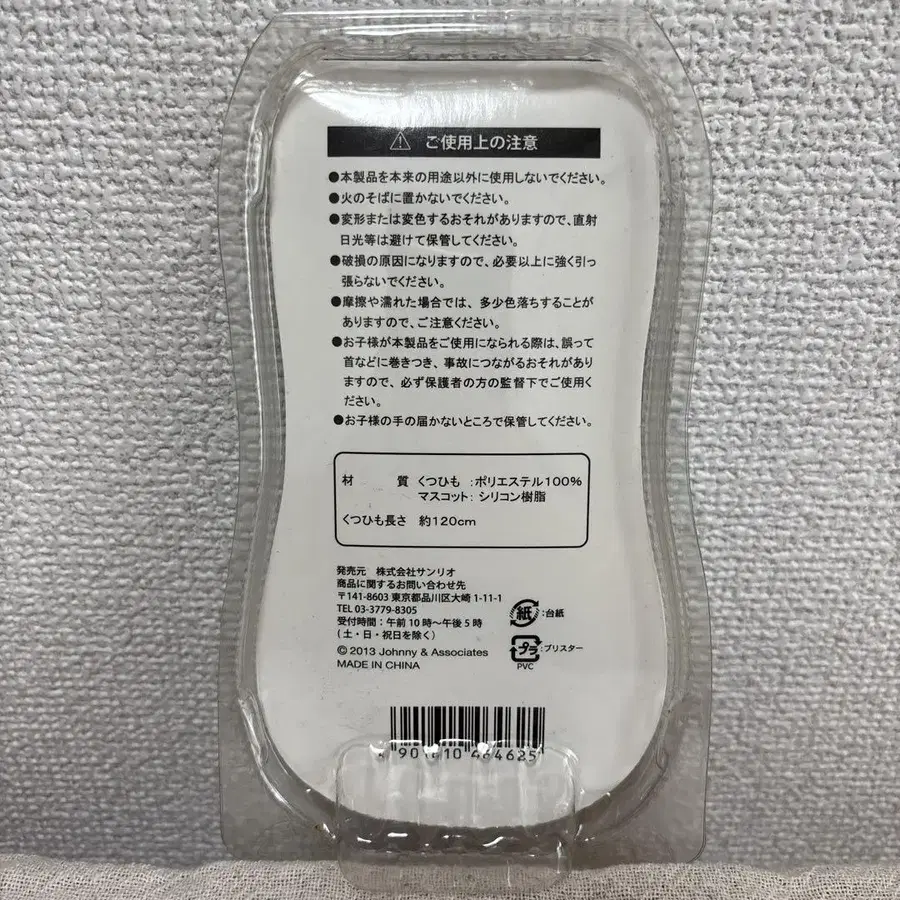 ⚠ ご使用上の注意
●本製品を本来の用途以外に使用しないでください。
●火のそばに置かないでください。
●変形または変色するおそれがありますので、直射
日光等は避けて保管してください。
●破損の原因になりますので、必要以上に強く引っ
張らないでください。
●摩擦や濡れた場合では、多少色落ちすることが
ありますので、ご注意ください。
●お子様が本製品をご使用になられる際は、誤って
首などに巻きつき、事故につながるおそれがあり
ますので、必ず保護者の方の監督下でご使用く
ださい。
●お子様の手の届かないところで保管してください。
材 質 くつひも :ポリエステル100%
マスコット: シリコン樹脂
くつひも長さ 約120cm
発売元 株式会社サンリオ
商品に関するお問い合わせ先
〒141-8603 東京都品川区大崎 1-11-1
TEL 03-3779-8305
受付時間:午前10時〜午後5時
(土・日・祝日を除く)
© 2013 Johnny & Associates
MADE IN CHINA
紙 :台紙
プラ :ブリスター
PVC